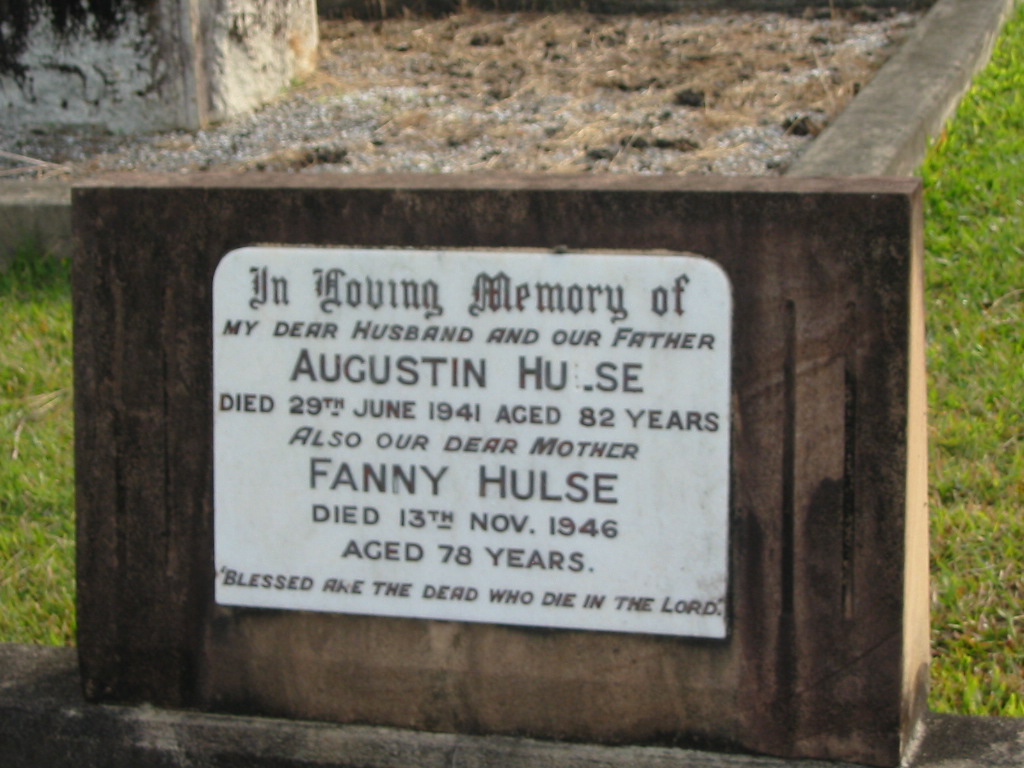 In Loving Memory of
MY DEAR HUSBAND AND OUR FATHER
AUGUSTIN HULSE
DIED 29TH JUNE 1941 AGED 82 YEARS
ALSO OUR DEAR MOTHER
FANNY HULSE
DIED 13TH NOV. 1946
AGED 78 YEARS.
"BLESSED ARE THE DEAD WHO DIE IN THE LORD."